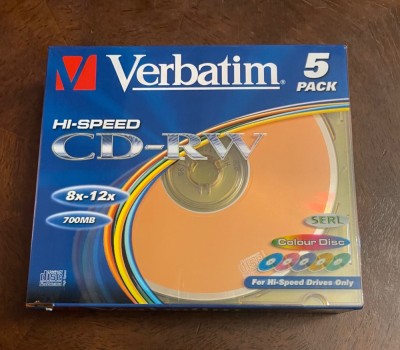 Verbatim 5
PACK
HI-SPEED
CD-RW
8x-12x
700MB
SERL
Colour Disc
For Hi-Speed Drives Only